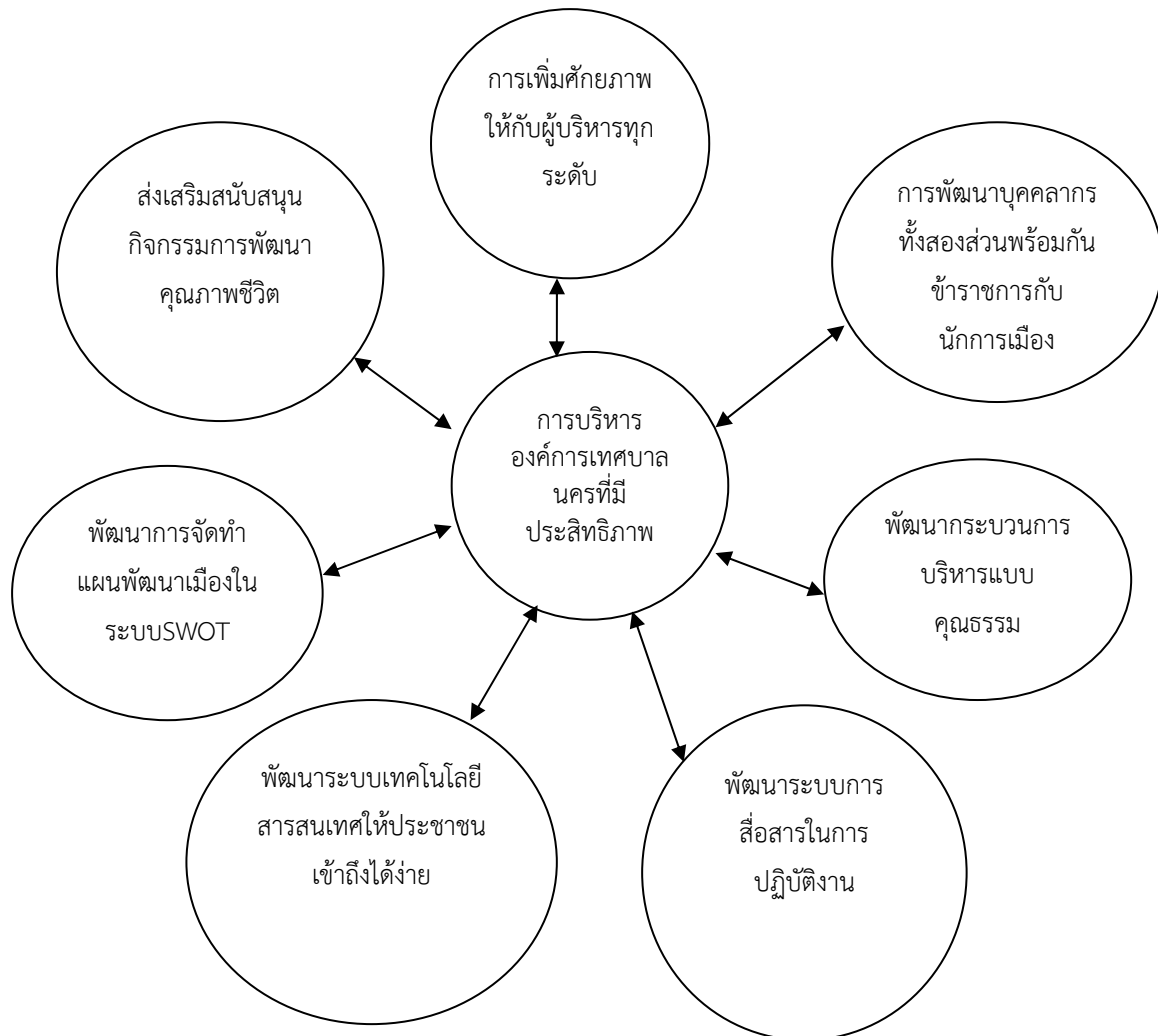 การเพิ่มศักยภาพ
ให้กับผู้บริหารทุก
ระดับ
ส่งเสริมสนับสนุน
กิจกรรมการพัฒนา
คุณภาพชีวิต
การพัฒนาบุคคลากร
ทั้งสองส่วนพร้อมกัน
ข้าราชการกับ
นักการเมือง
การบริหาร
องค์การเทศบาล
นครที่มี
ประสิทธิภาพ
พัฒนาการจัดทำ
แผนพัฒนาเมืองใน
ระบบSWOT
พัฒนากระบวนการ
บริหารแบบ
คุณธรรม
พัฒนาระบบเทคโนโลยี
สารสนเทศให้ประชาชน
เข้าถึงได้ง่าย
พัฒนาระบบการ
สื่อสารในการ
ปฏิบัติงาน